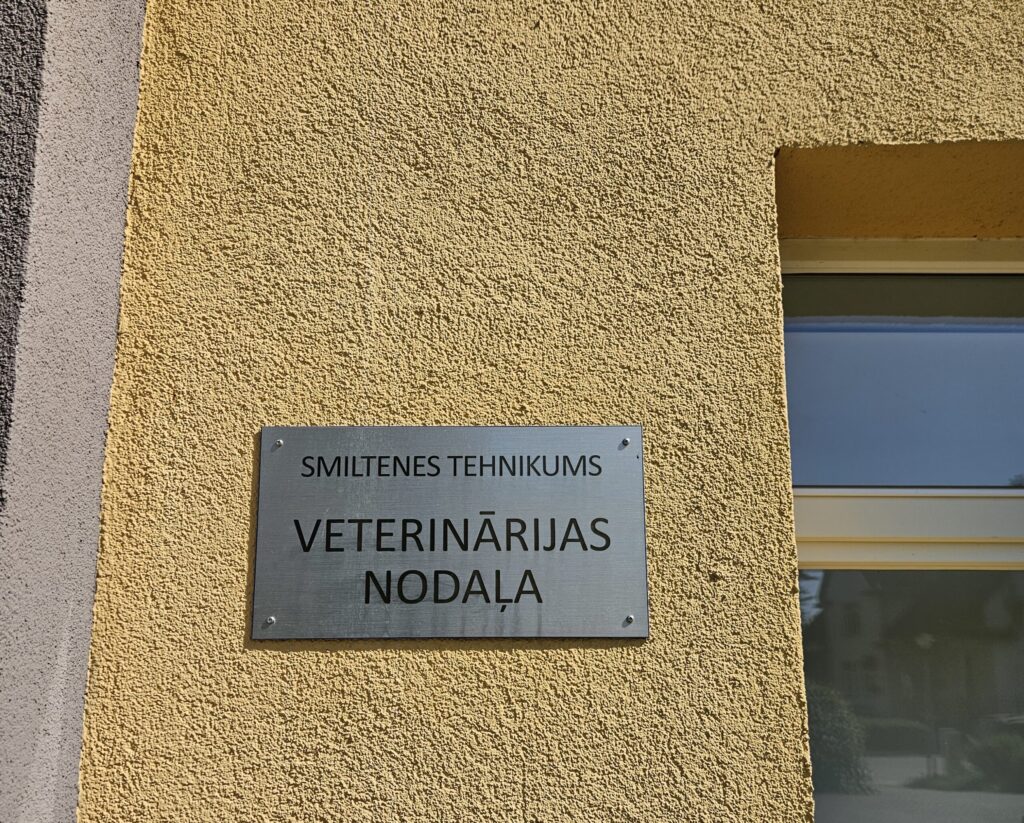 SMILTENES TEHNIKUMS
VETERINĀRIJAS
NODAĻA